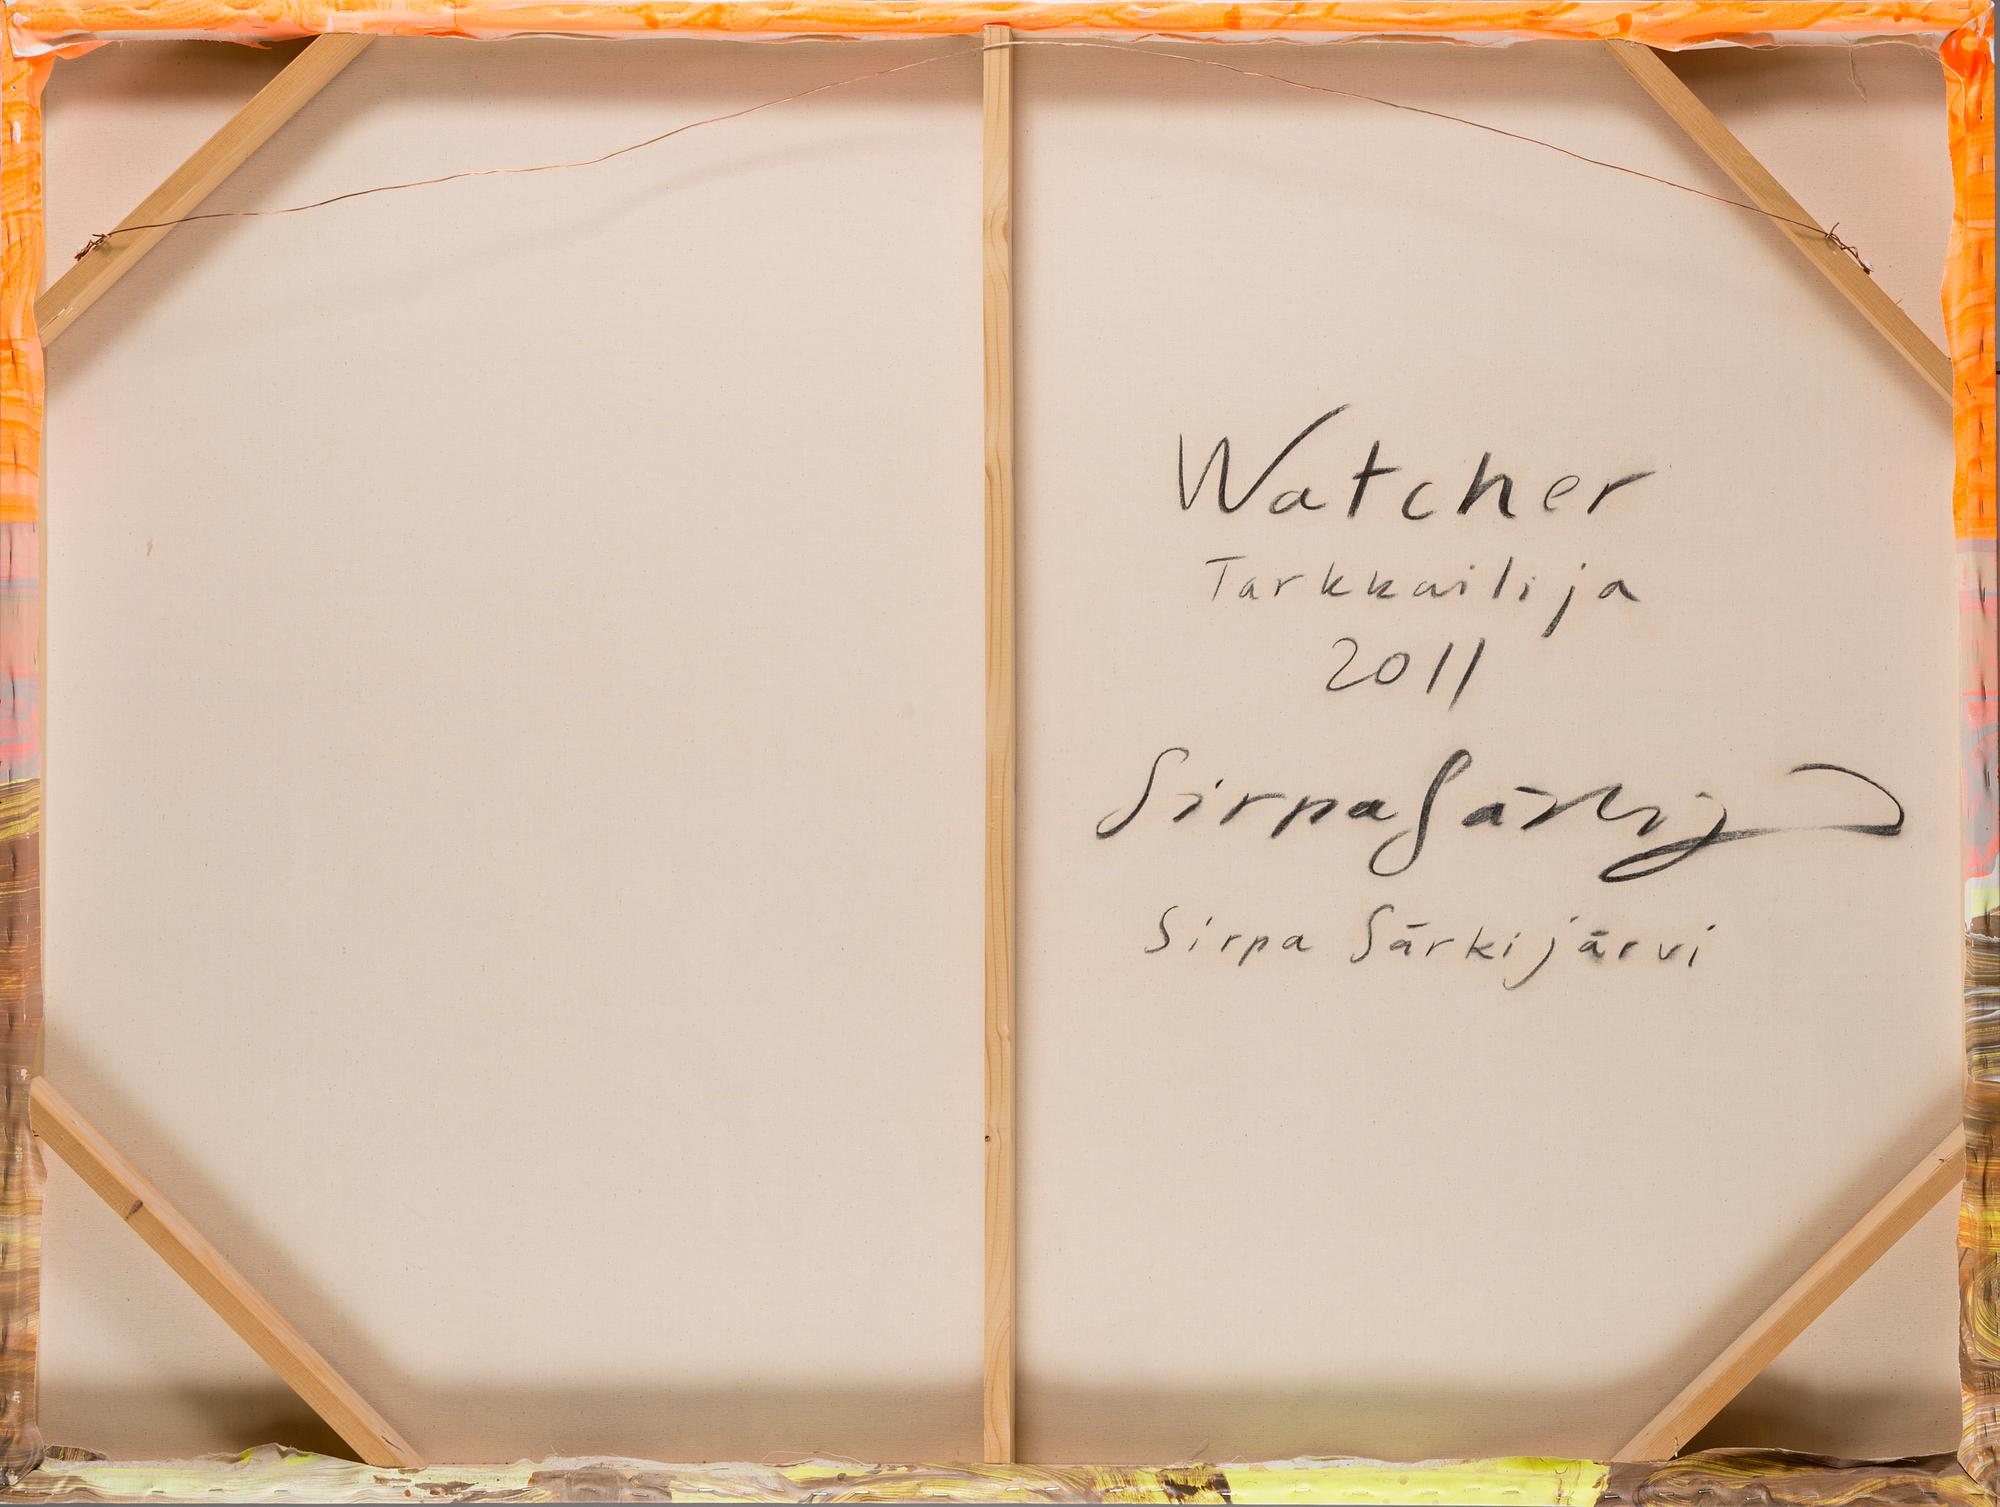 Watcher
Tarkkailija
2011
Sirpa Särkij
Sirpa Särkijärvi